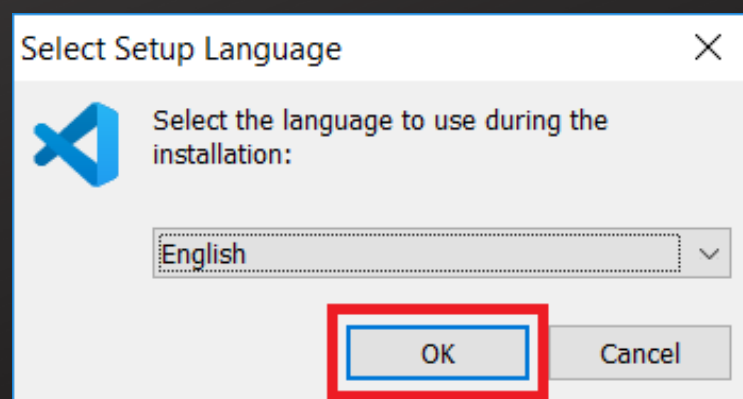 Select Setup Language
Select the language to use during the
installation:
English
OK Cancel